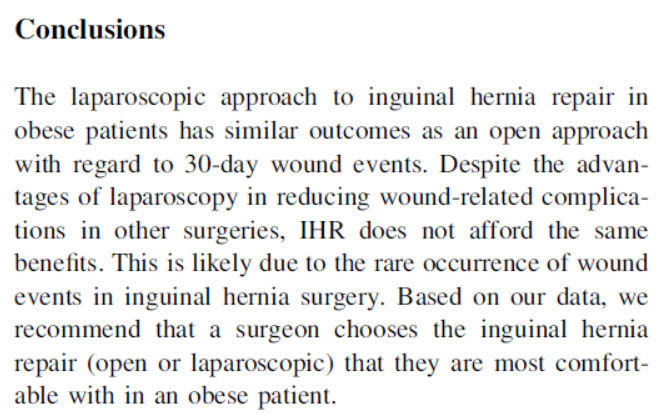 Conclusions
The laparoscopic approach to inguinal hernia repair in
obese patients has similar outcomes as an open approach
with regard to 30-day wound events. Despite the advan-
tages of laparoscopy in reducing wound-related complica-
tions in other surgeries, IHR does not afford the same
benefits. This is likely due to the rare occurrence of wound
events in inguinal hernia surgery. Based on our data, we
recommend that a surgeon chooses the inguinal hernia
repair (open or laparoscopic) that they are most comfort-
able with in an obese patient.